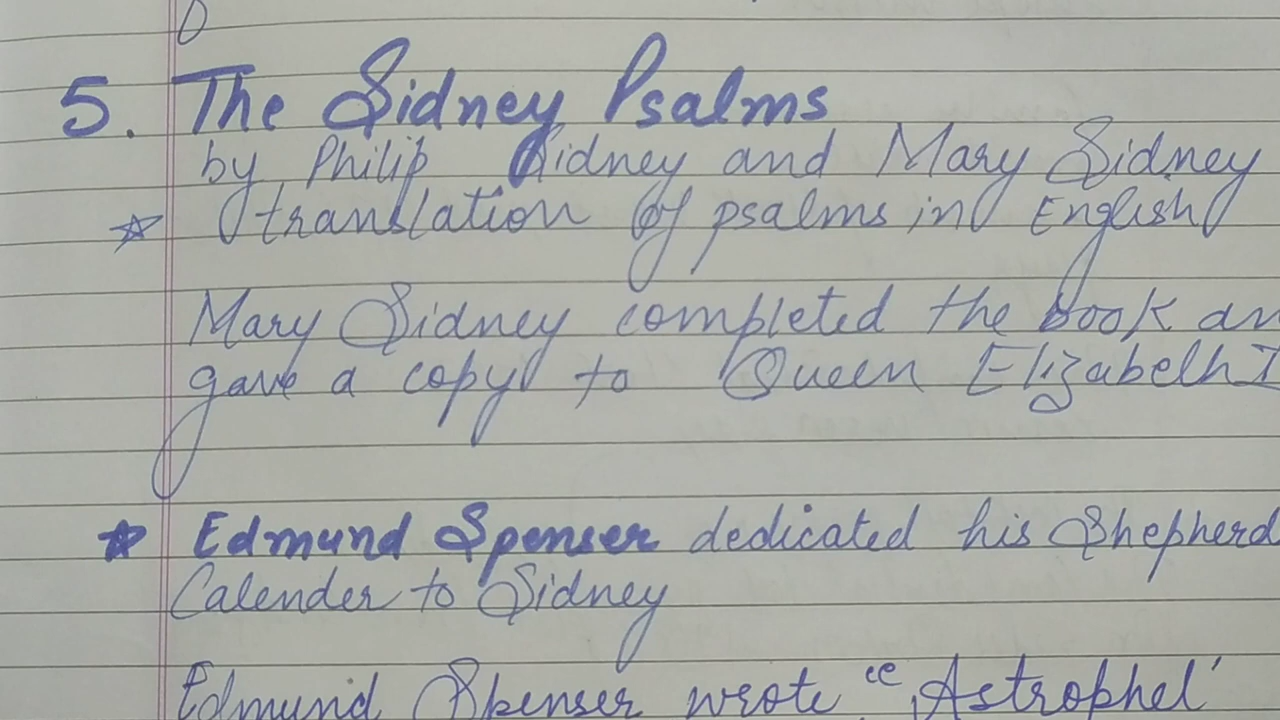 5. The Sidney Psalms
by Philip Sidney and Mary Sidney
☆ translation of psalms in English
Mary Sidney completed the book an
gave a copy to Queen Elizabeth I
☆ Edmund Spenser dedicated his Shepherd
Calender to Sidney
Edmund Spenser wrote “Astrophel'